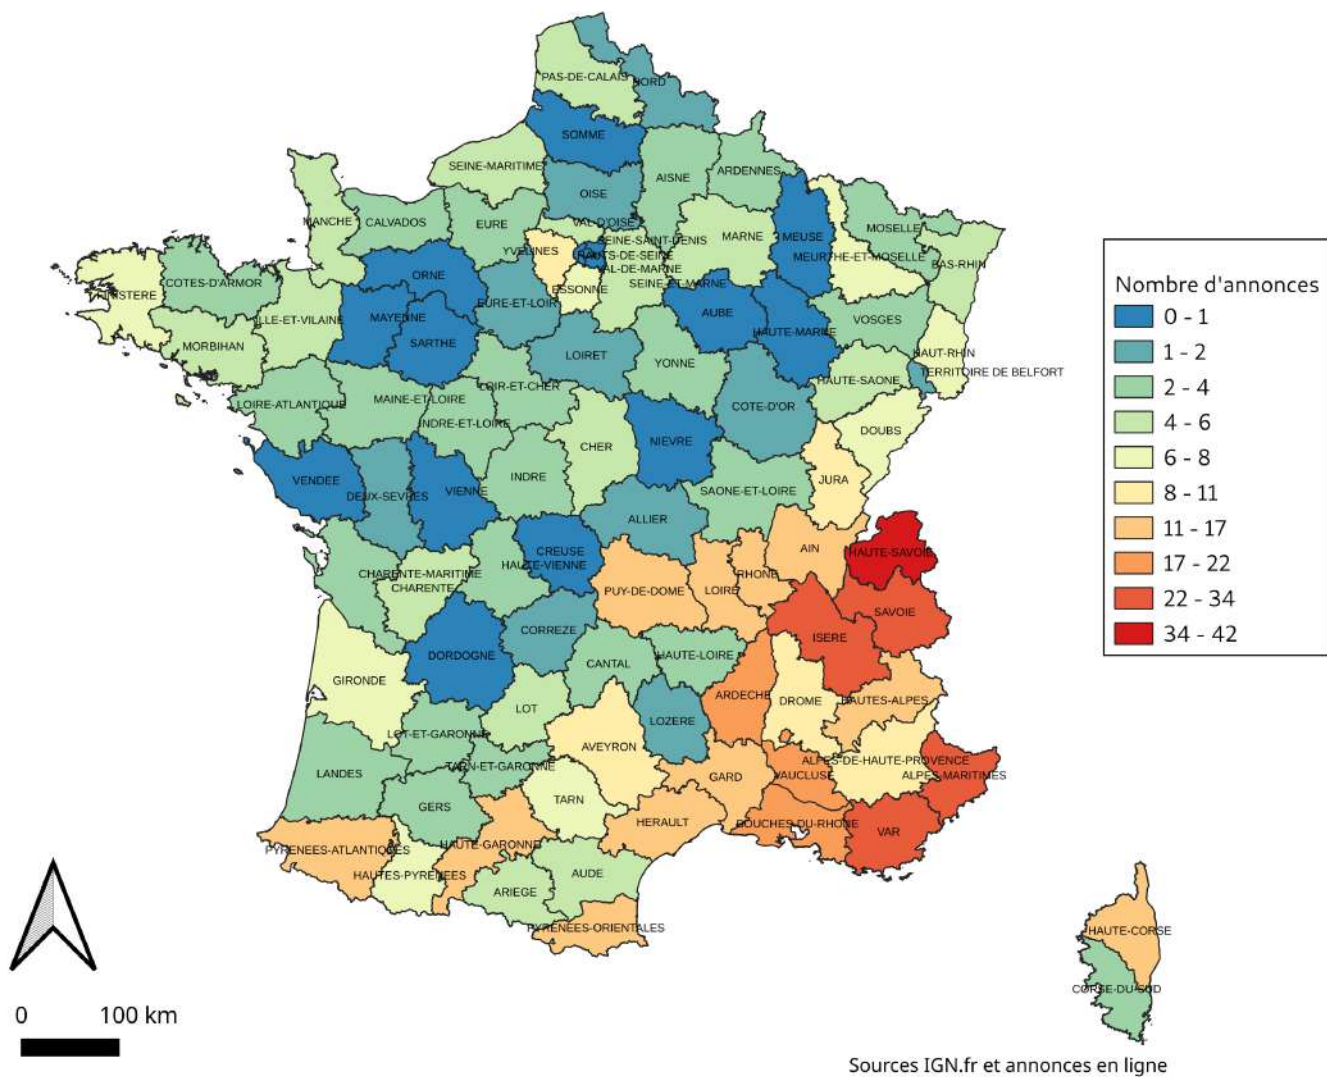 PAS-DE-CALAIS
NORD
SOMME
SEINE-MARITIME
OISE
AISNE
ARDENNES
MANCHE
CALVADOS
EURE
VAL-D'OISE
SEINE-SAINT-DENIS
HAUTS-DE-SEINE
VAL-DE-MARNE
YVELINES
ESSONNE
SEINE-ET-MARNE
MARNE
MEUSE
MOSELLE
MEURTHE-ET-MOSELLE
BAS-RHIN
FINISTERE
COTES-D'ARMOR
ILLE-ET-VILAINE
MORBIHAN
ORNE
MAYENNE
SARTHE
EURE-ET-LOIR
LOIRET
AUBE
HAUTE-MARNE
VOSGES
HAUT-RHIN
TERRITOIRE DE BELFORT
HAUTE-SAONE
YONNE
COTE-D'OR
LOIRE-ATLANTIQUE
MAINE-ET-LOIRE
LOIR-ET-CHER
INDRE-ET-LOIRE
CHER
NIEVRE
DOUBS
JURA
VENDEE
DEUX-SEVRES
VIENNE
INDRE
SAONE-ET-LOIRE
ALLIER
CREUSE
HAUTE-VIENNE
CHARENTE-MARITIME
CHARENTE
PUY-DE-DOME
LOIRE
RHONE
AIN
HAUTE-SAVOIE
SAVOIE
ISERE
DORDOGNE
CORREZE
CANTAL
HAUTE-LOIRE
GIRONDE
LOT
ARDECHE
DROME
HAUTES-ALPES
LOZERE
AVEYRON
LOT-ET-GARONNE
TARN-ET-GARONNE
LANDES
GERS
TARN
GARD
VAUCLUSE
ALPES-DE-HAUTE-PROVENCE
ALPES-MARITIMES
HERAULT
BOUCHES-DU-RHONE
VAR
PYRENEES-ATLANTIQUES
HAUTE-GARONNE
HAUTES-PYRENEES
ARIEGE
AUDE
PYRENEES-ORIENTALES
HAUTE-CORSE
CORSE-DU-SUD
Nombre d'annonces
0 - 1
1 - 2
2 - 4
4 - 6
6 - 8
8 - 11
11 - 17
17 - 22
22 - 34
34 - 42
0 100 km
Sources IGN.fr et annonces en ligne